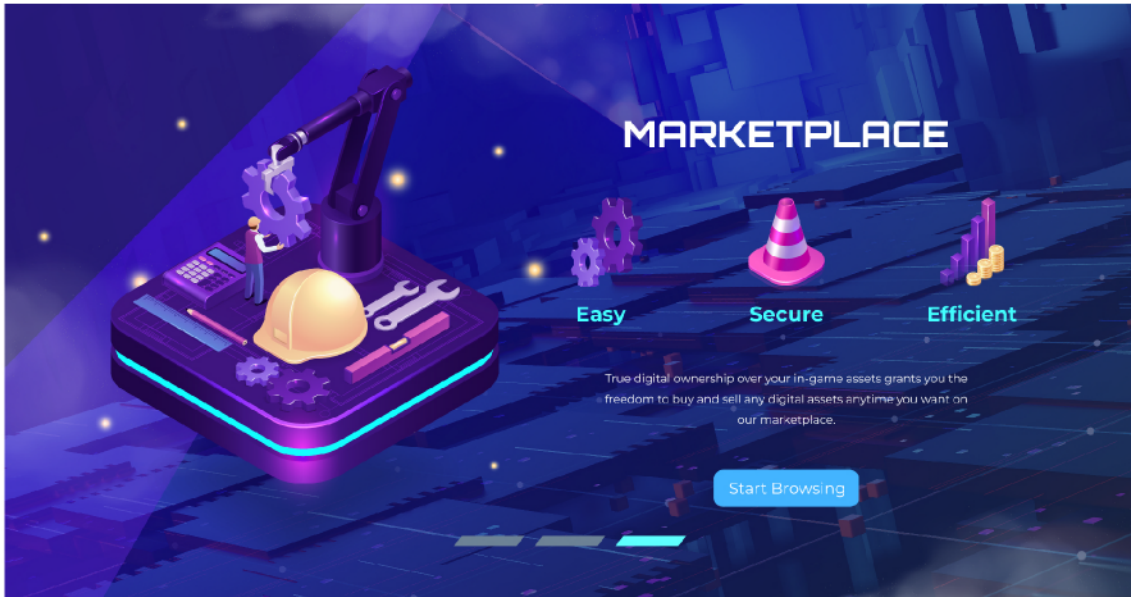 MARKETPLACE
Easy
Secure
Efficient
True digital ownership over your in-game assets grants you the
freedom to buy and sell any digital assets anytime you want on
our marketplace.
Start Browsing